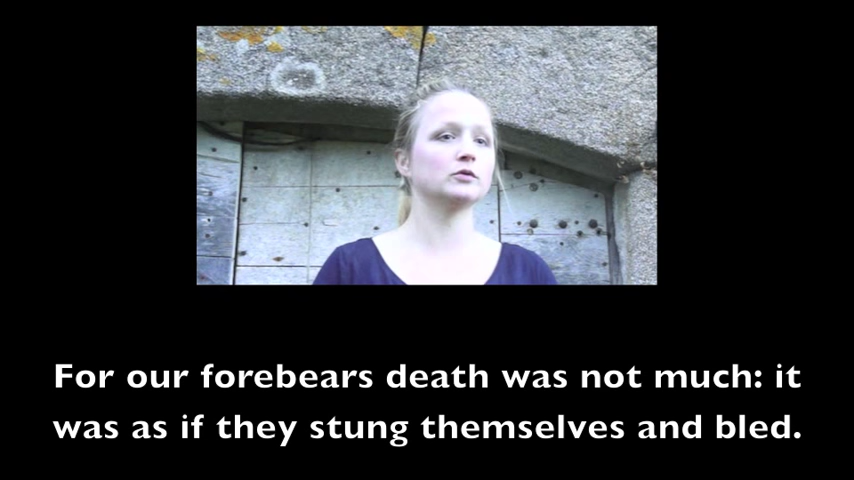 For our forebears death was not much: it
was as if they stung themselves and bled.